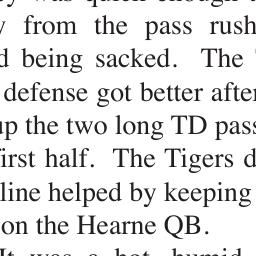 was quick enough
from the pass rush
being sacked. The
defense got better after
up the two long TD pass
first half. The Tigers d
line helped by keeping
on the Hearne QB.
It was a hot, humid